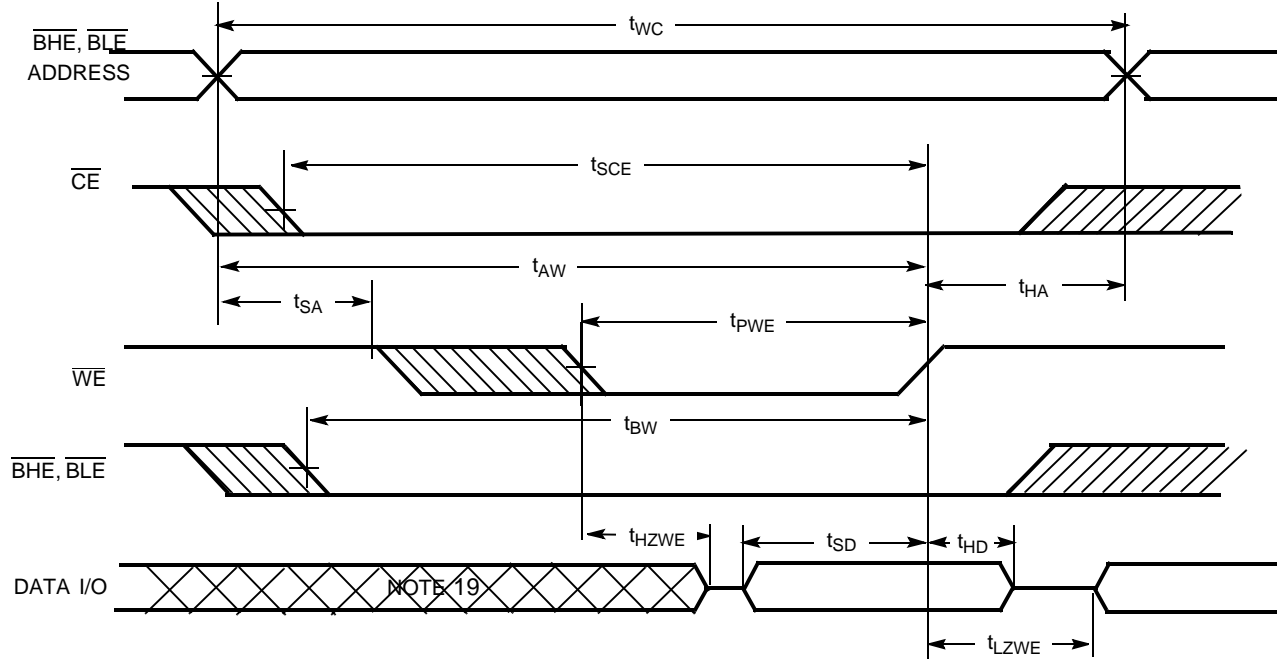 tWC
BHE, BLE
ADDRESS
tSCE
CE
tAW
tSA
tHA
tPWE
WE
tBW
BHE, BLE
tHZWE
tSD
tHD
DATA I/O
NOTE 19
tLZWE